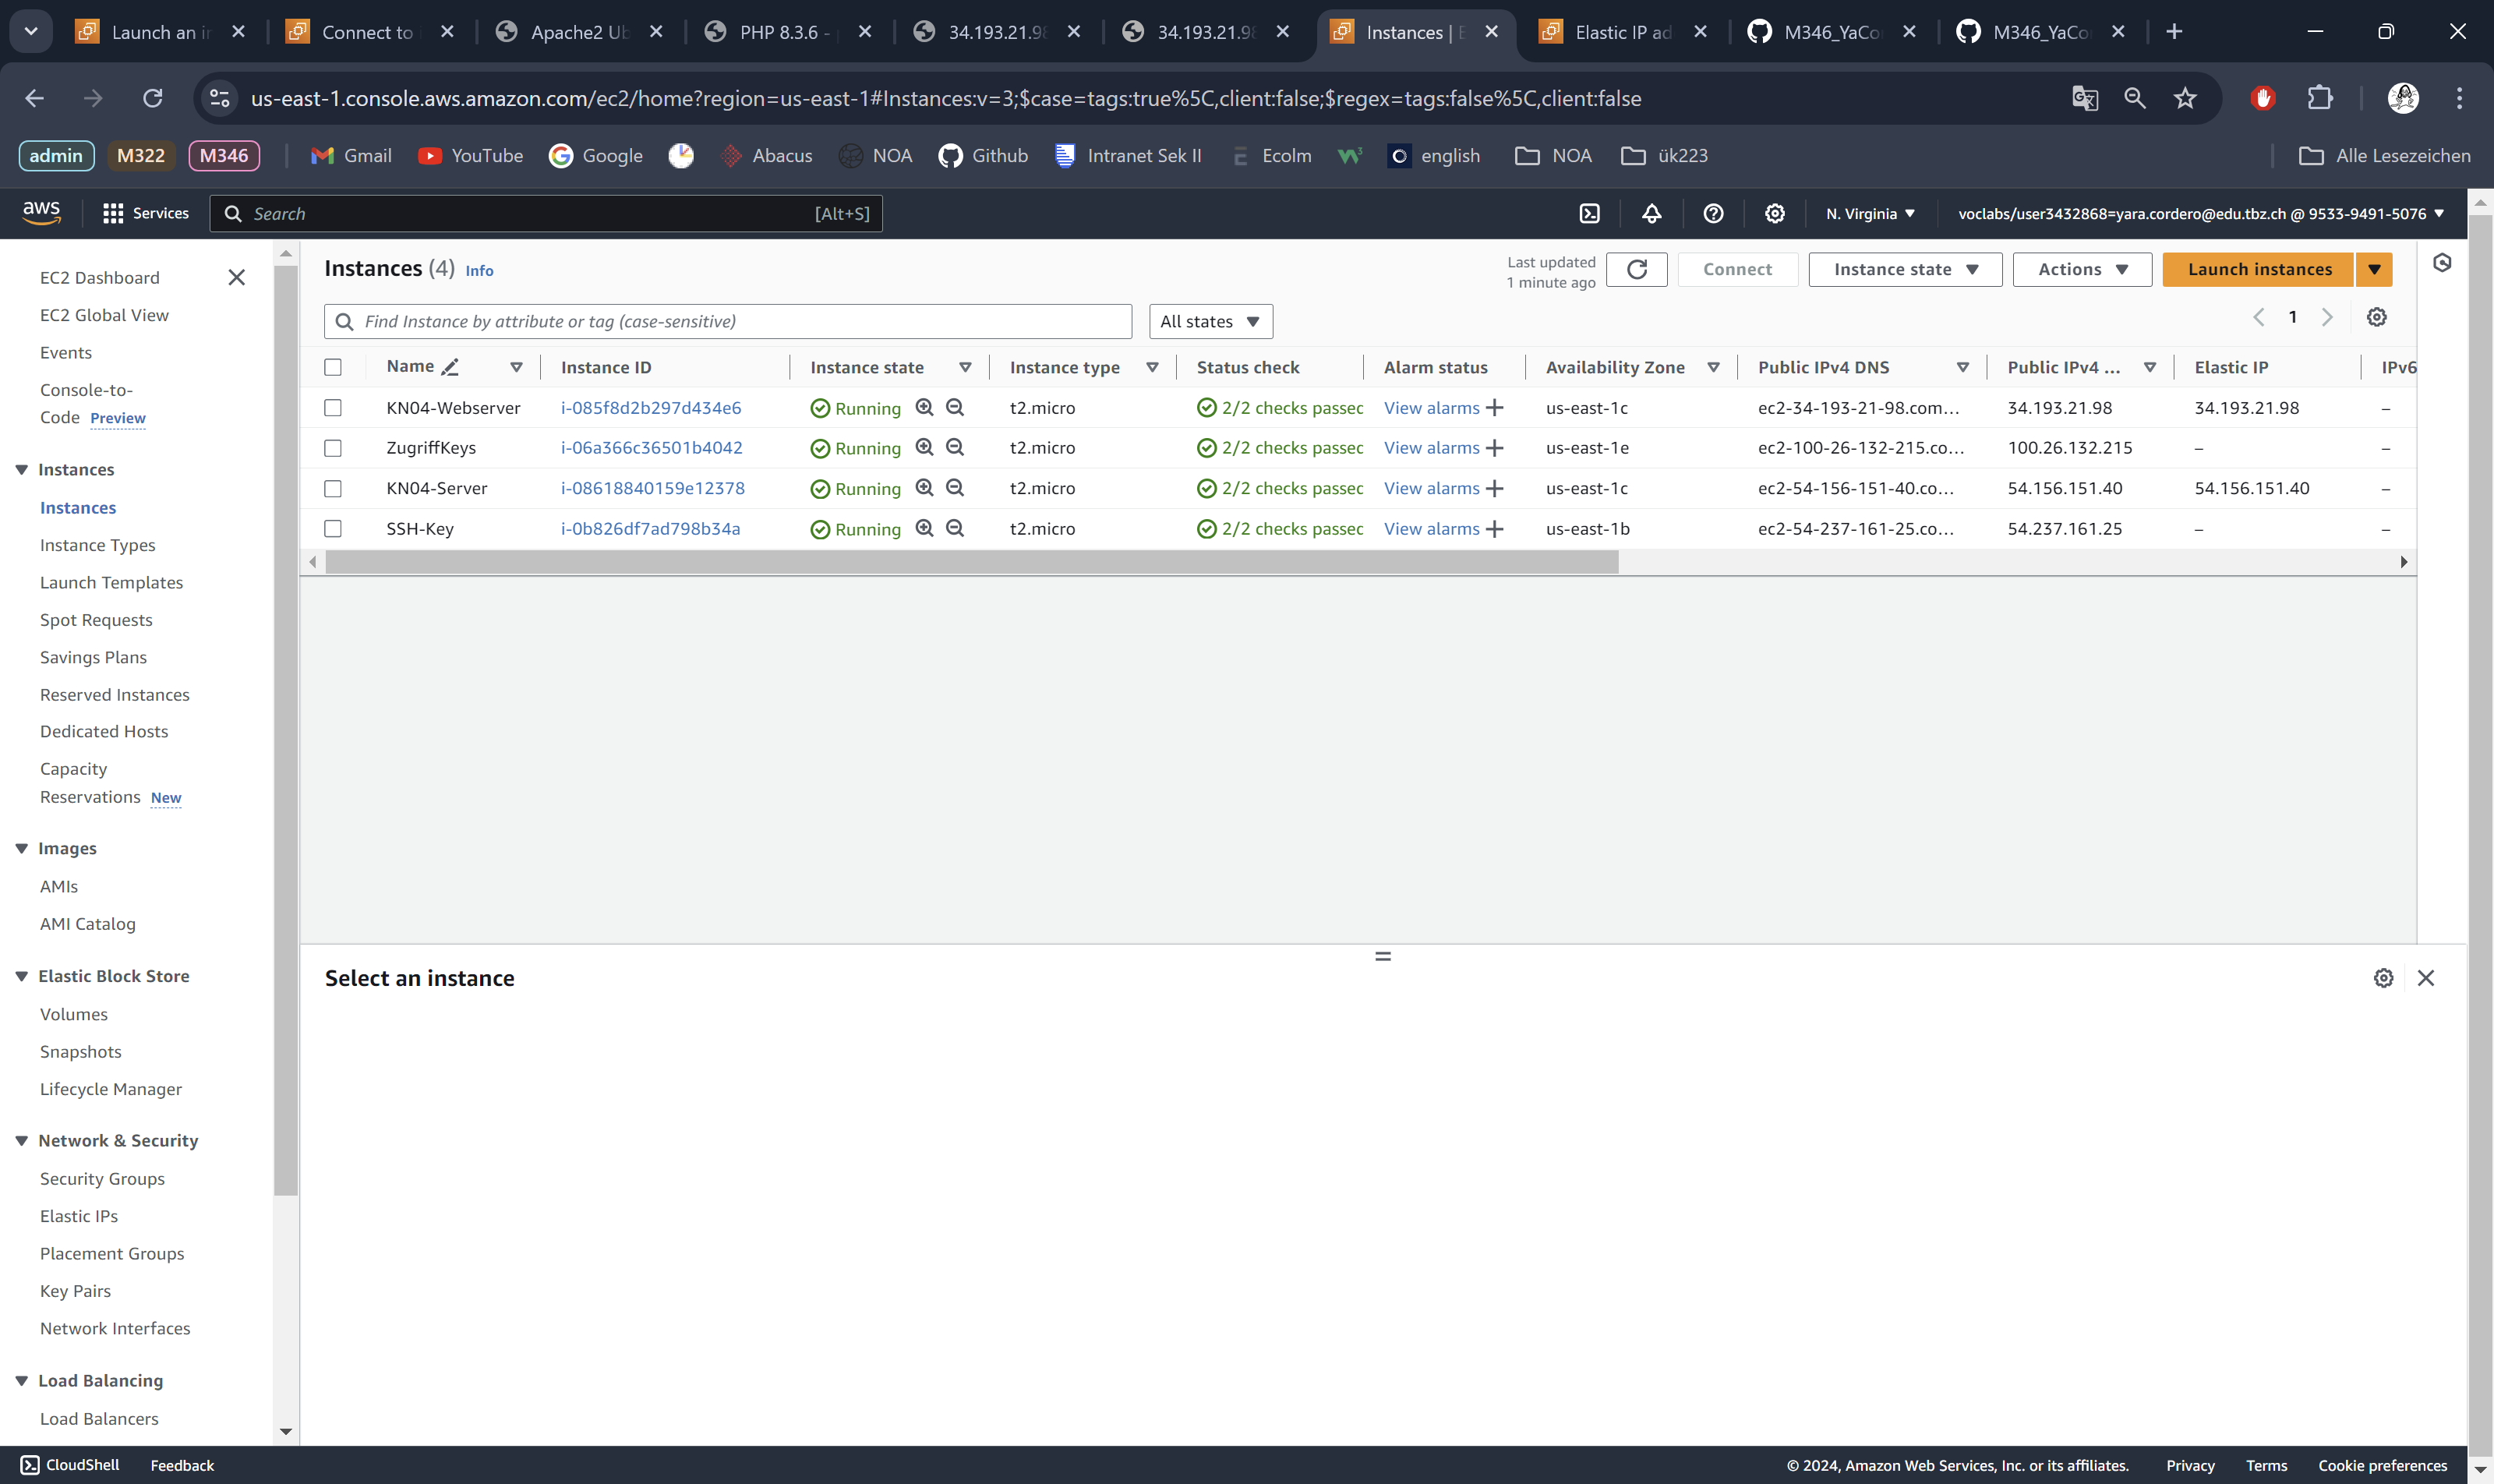 Launch an in
Connect to i
Apache2 Ub
PHP 8.3.6 -
34.193.21.98
34.193.21.98
Instances | E
Elastic IP ad
M346_YaCo
M346_YaCo
us-east-1.console.aws.amazon.com/ec2/home?region=us-east-1#Instances:v=3;$case=tags:true%5C,client:false;$regex=tags:false%5C,client:false
admin M322 M346 Gmail YouTube Google Abacus NOA Github Intranet Sek II Ecolm english NOA ük223 Alle Lesezeichen
aws Services Search [Alt+S] N. Virginia voclabs/user3432868=yara.cordero@edu.tbz.ch @ 9533-9491-5076
EC2 Dashboard
EC2 Global View
Events
Console-to-
Code Preview
Instances
Instances
Instance Types
Launch Templates
Spot Requests
Savings Plans
Reserved Instances
Dedicated Hosts
Capacity
Reservations New
Images
AMIs
AMI Catalog
Elastic Block Store
Volumes
Snapshots
Lifecycle Manager
Network & Security
Security Groups
Elastic IPs
Placement Groups
Key Pairs
Network Interfaces
Load Balancing
Load Balancers
Instances (4) Info
Last updated
1 minute ago
Connect Instance state Actions Launch instances
Find Instance by attribute or tag (case-sensitive) All states 1
Name Instance ID Instance state Instance type Status check Alarm status Availability Zone Public IPv4 DNS Public IPv4 ... Elastic IP IPv6
KN04-Webserver i-085f8d2b297d434e6 Running t2.micro 2/2 checks passed View alarms us-east-1c ec2-34-193-21-98.com... 34.193.21.98 34.193.21.98 –
ZugriffKeys i-06a366c36501b4042 Running t2.micro 2/2 checks passed View alarms us-east-1e ec2-100-26-132-215.co... 100.26.132.215 – –
KN04-Server i-08618840159e12378 Running t2.micro 2/2 checks passed View alarms us-east-1c ec2-54-156-151-40.co... 54.156.151.40 54.156.151.40 –
SSH-Key i-0b826df7ad798b34a Running t2.micro 2/2 checks passed View alarms us-east-1b ec2-54-237-161-25.co... 54.237.161.25 – –
Select an instance
CloudShell Feedback © 2024, Amazon Web Services, Inc. or its affiliates. Privacy Terms Cookie preferences